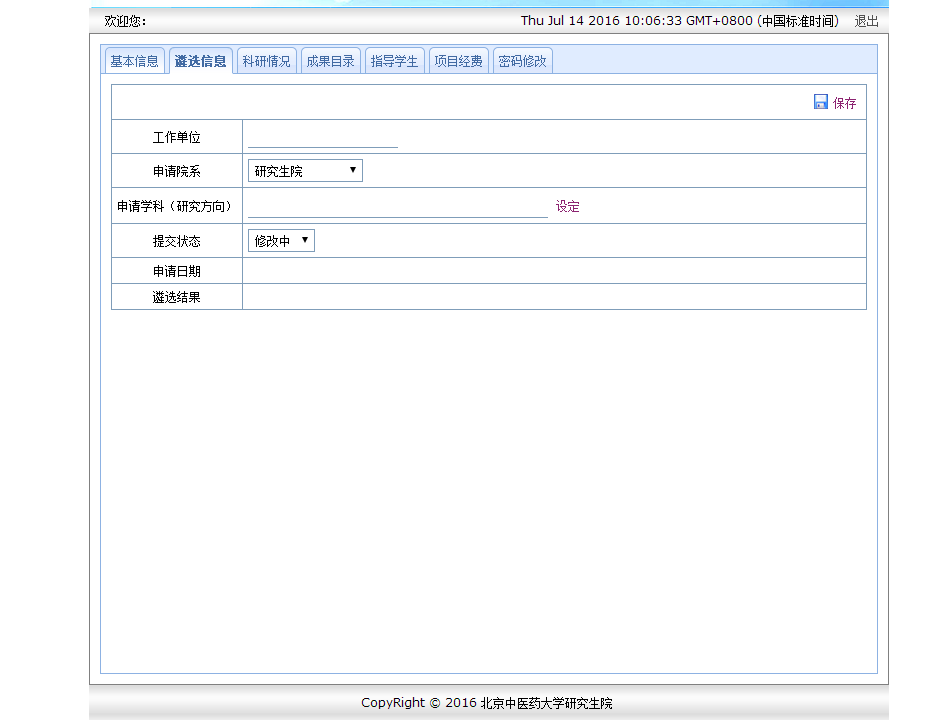 欢迎您： Thu Jul 14 2016 10:06:33 GMT+0800 (中国标准时间) 退出
基本信息 遴选信息 科研情况 成果目录 指导学生 项目经费 密码修改
保存
工作单位
申请院系 研究生院
申请学科（研究方向） 设定
提交状态 修改中
申请日期
遴选结果
CopyRight © 2016 北京中医药大学研究生院